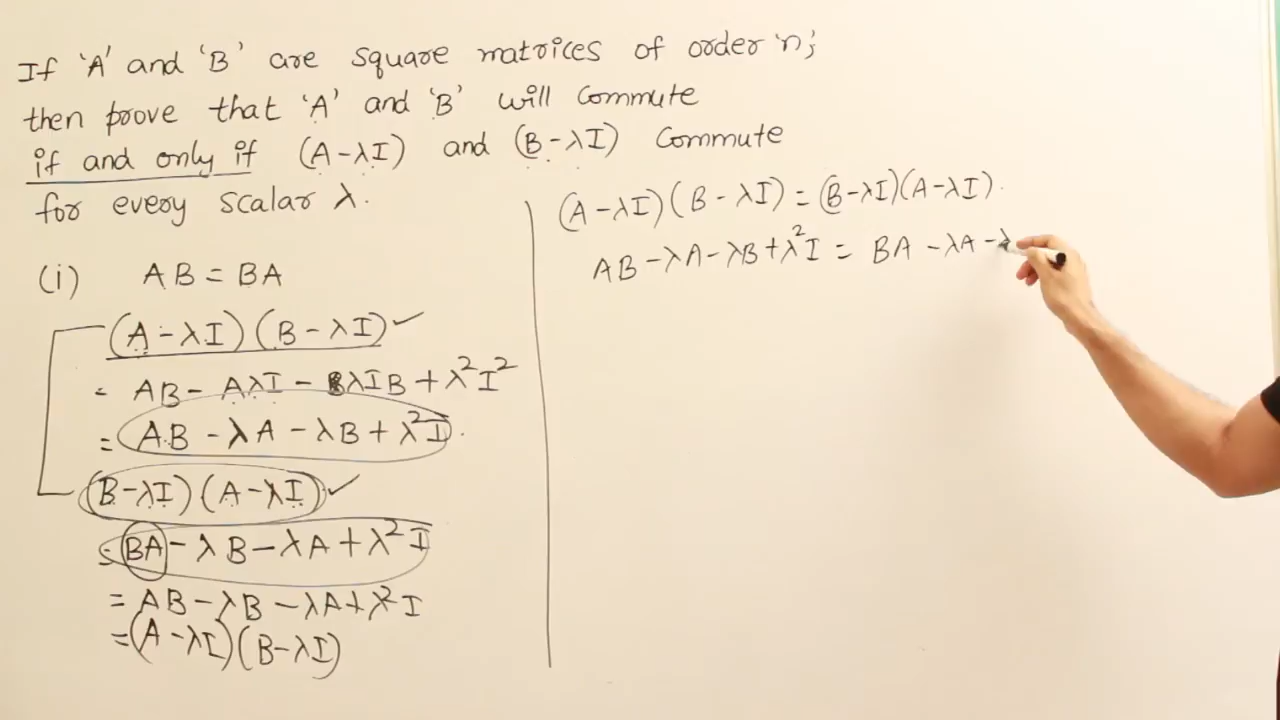 If 'A' and 'B' are square matrices of order 'n';
then prove that 'A' and 'B' will commute
if and only if (A-λI) and (B-λI) commute
for every scalar λ.
(i) AB = BA
(A-λI)(B-λI) ✓
= AB - AλI - λIB + λ²I²
= AB - λA - λB + λ²I.
(B-λI)(A-λI) ✓
= BA - λB - λA + λ²I
= AB - λB - λA + λ²I
= (A-λI)(B-λI)
(A-λI)(B-λI) = (B-λI)(A-λI).
AB - λA - λB + λ²I = BA - λA - λ